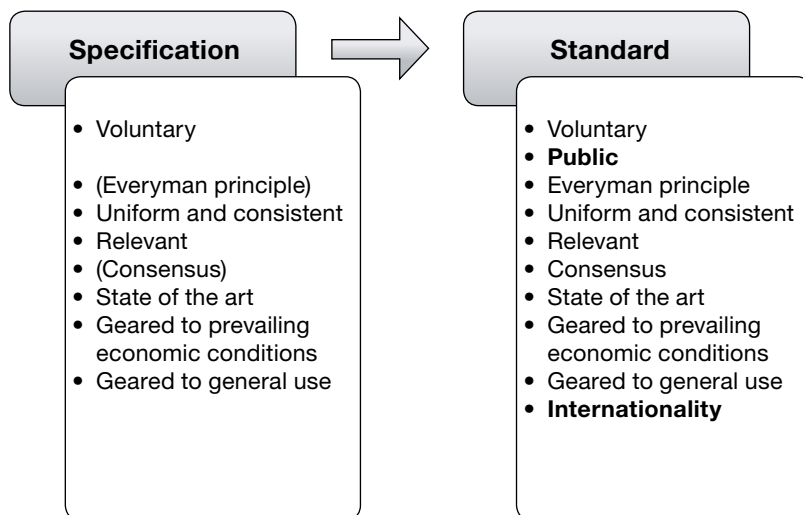 Specification
• Voluntary
• (Everyman principle)
• Uniform and consistent
• Relevant
• (Consensus)
• State of the art
• Geared to prevailing
economic conditions
• Geared to general use
Standard
• Voluntary
• Public
• Everyman principle
• Uniform and consistent
• Relevant
• Consensus
• State of the art
• Geared to prevailing
economic conditions
• Geared to general use
• Internationality